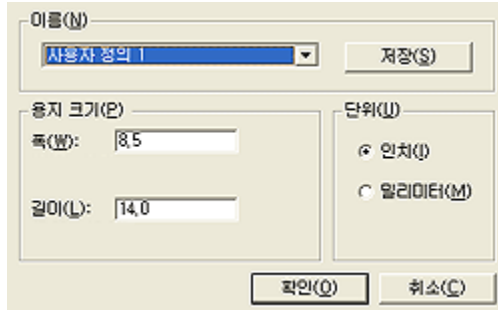 이름(N)
사용자 정의 1
저장(S)
용지 크기(P)
폭(W): 8,5
길이(L): 14,0
단위(U)
인치(I)
밀리미터(M)
확인(O)
취소(C)